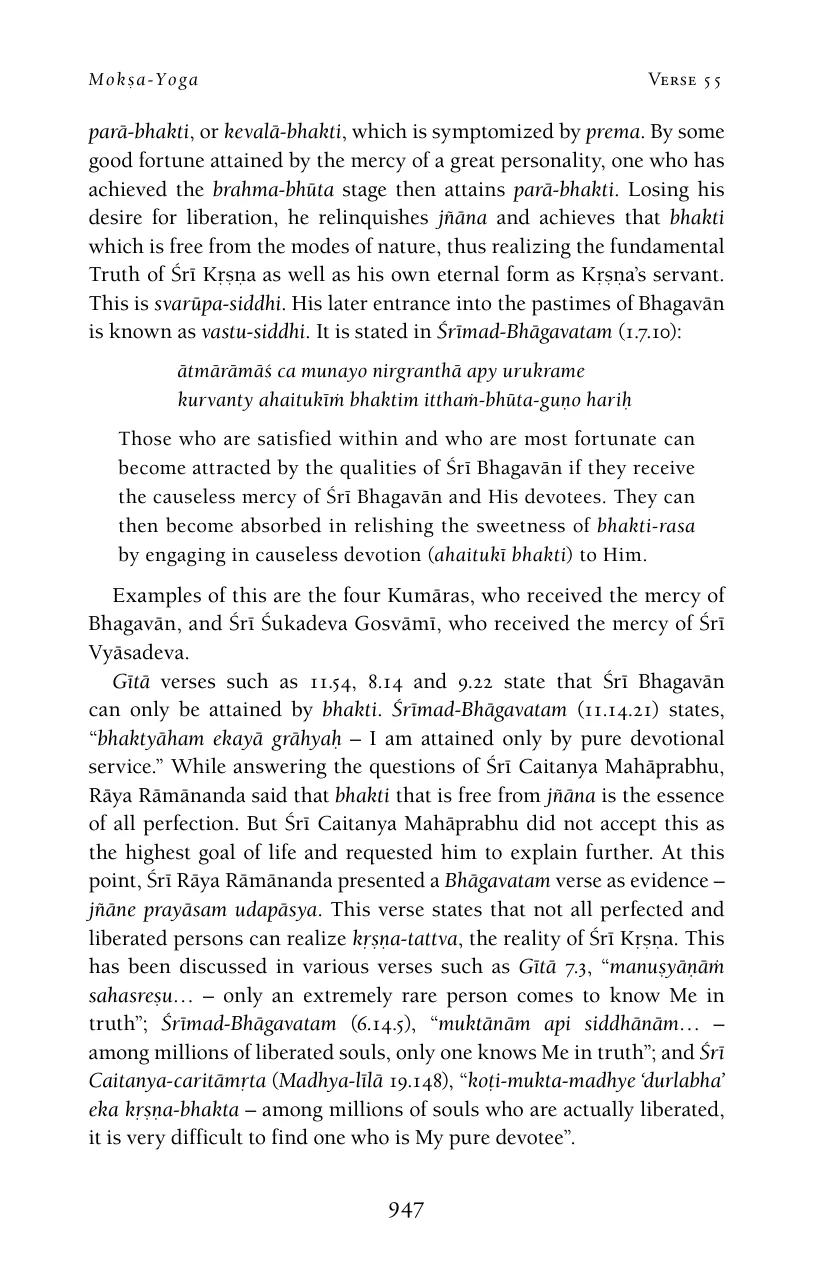 Mokṣa-Yoga Verse 55
parā-bhakti, or kevalā-bhakti, which is symptomized by prema. By some
good fortune attained by the mercy of a great personality, one who has
achieved the brahma-bhūta stage then attains parā-bhakti. Losing his
desire for liberation, he relinquishes jñāna and achieves that bhakti
which is free from the modes of nature, thus realizing the fundamental
Truth of Śrī Kṛṣṇa as well as his own eternal form as Kṛṣṇa’s servant.
This is svarūpa-siddhi. His later entrance into the pastimes of Bhagavān
is known as vastu-siddhi. It is stated in Śrīmad-Bhāgavatam (1.7.10):
ātmārāmāś ca munayo nirgranthā apy urukrame
kurvanty ahaitukīṁ bhaktim itthaṁ-bhūta-guṇo hariḥ
Those who are satisfied within and who are most fortunate can
become attracted by the qualities of Śrī Bhagavān if they receive
the causeless mercy of Śrī Bhagavān and His devotees. They can
then become absorbed in relishing the sweetness of bhakti-rasa
by engaging in causeless devotion (ahaitukī bhakti) to Him.
Examples of this are the four Kumāras, who received the mercy of
Bhagavān, and Śrī Śukadeva Gosvāmī, who received the mercy of Śrī
Vyāsadeva.
Gītā verses such as 11.54, 8.14 and 9.22 state that Śrī Bhagavān
can only be attained by bhakti. Śrīmad-Bhāgavatam (11.14.21) states,
“bhaktyāham ekayā grāhyaḥ – I am attained only by pure devotional
service.” While answering the questions of Śrī Caitanya Mahāprabhu,
Rāya Rāmānanda said that bhakti that is free from jñāna is the essence
of all perfection. But Śrī Caitanya Mahāprabhu did not accept this as
the highest goal of life and requested him to explain further. At this
point, Śrī Rāya Rāmānanda presented a Bhāgavatam verse as evidence –
jñāne prayāsam udapāsya. This verse states that not all perfected and
liberated persons can realize kṛṣṇa-tattva, the reality of Śrī Kṛṣṇa. This
has been discussed in various verses such as Gītā 7.3, “manuṣyāṇāṁ
sahasreṣu… – only an extremely rare person comes to know Me in
truth”; Śrīmad-Bhāgavatam (6.14.5), “muktānām api siddhānām… –
among millions of liberated souls, only one knows Me in truth”; and Śrī
Caitanya-caritāmṛta (Madhya-līlā 19.148), “koṭi-mukta-madhye ‘durlabha’
eka kṛṣṇa-bhakta – among millions of souls who are actually liberated,
it is very difficult to find one who is My pure devotee”.
947